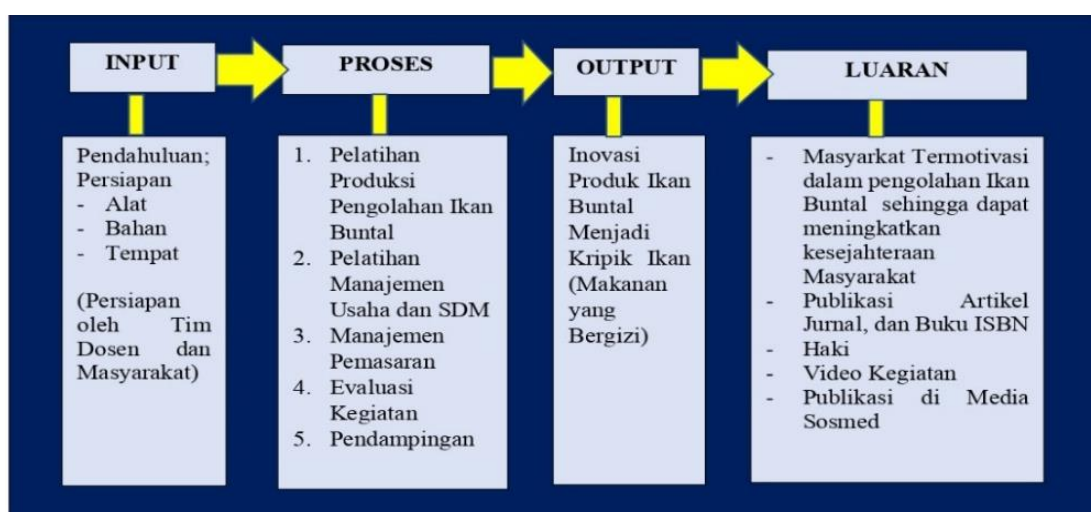 INPUT
PROSES
OUTPUT
LUARAN
Pendahuluan;
Persiapan
- Alat
- Bahan
- Tempat
(Persiapan
oleh Tim
Dosen dan
Masyarakat)
1. Pelatihan
Produksi
Pengolahan Ikan
Buntal
2. Pelatihan
Manajemen
Usaha dan SDM
3. Manajemen
Pemasaran
4. Evaluasi
Kegiatan
5. Pendampingan
Inovasi
Produk Ikan
Buntal
Menjadi
Kripik Ikan
(Makanan
yang
Bergizi)
- Masyarkat Termotivasi
dalam pengolahan Ikan
Buntal sehingga dapat
meningkatkan
kesejahteraan
Masyarakat
- Publikasi Artikel
Jurnal, dan Buku ISBN
- Haki
- Video Kegiatan
- Publikasi di Media
Sosmed